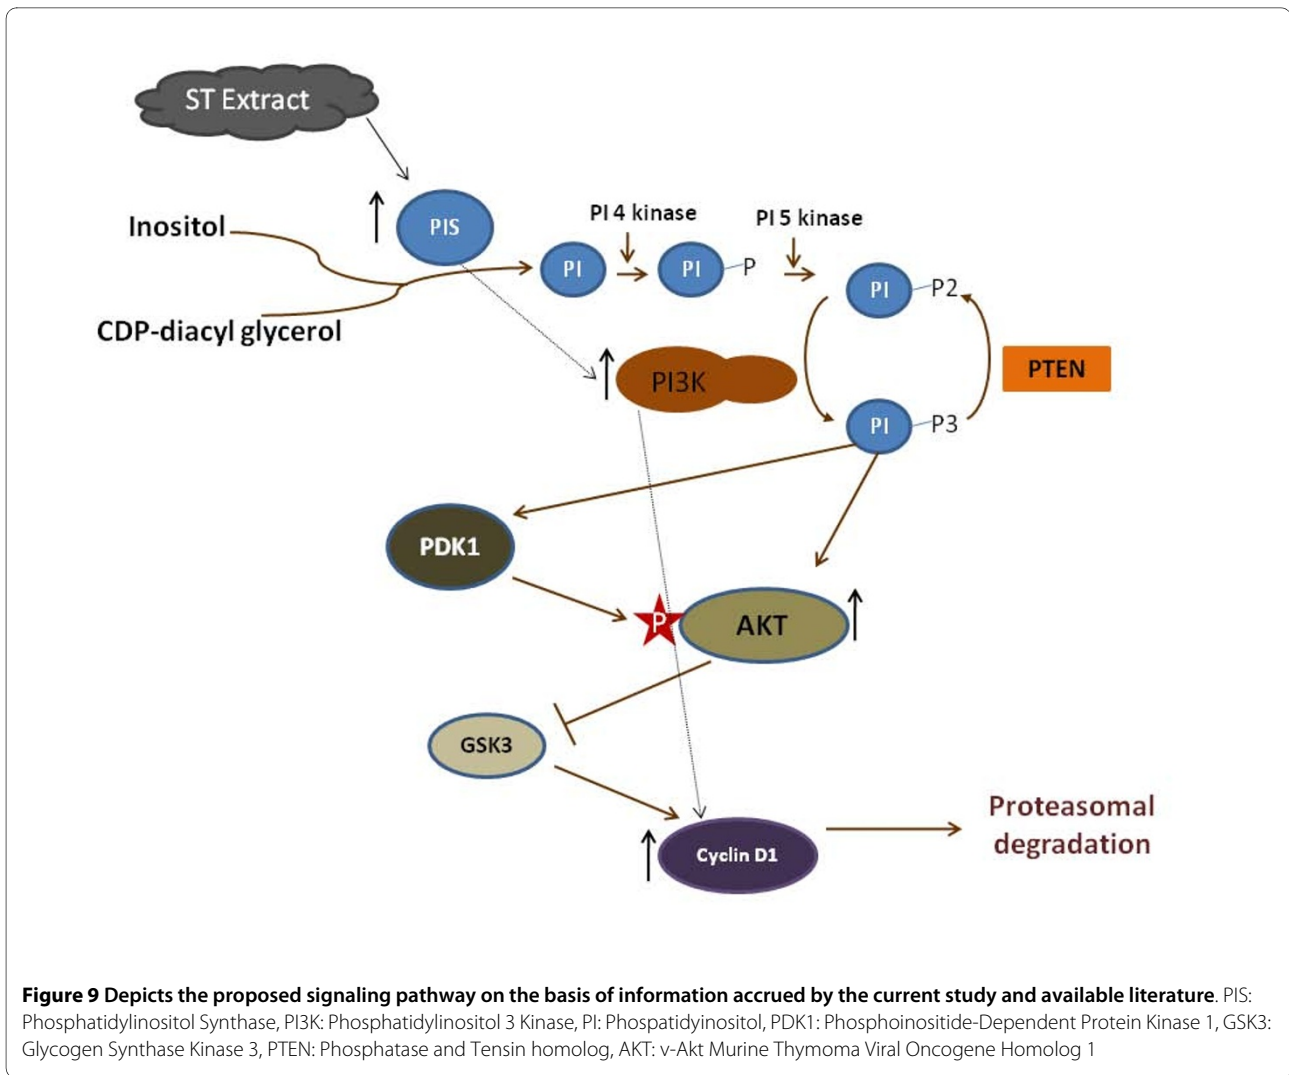 ST Extract
Inositol
PIS
PI 4 kinase
PI 5 kinase
PI
PI
P
PI
P2
CDP-diacyl glycerol
PI3K
PTEN
PI
P3
PDK1
P
AKT
GSK3
Cyclin D1
Proteasomal
degradation
Figure 9 Depicts the proposed signaling pathway on the basis of information accrued by the current study and available literature. PIS:
Phosphatidylinositol Synthase, PI3K: Phosphatidylinositol 3 Kinase, PI: Phospatidyinositol, PDK1: Phosphoinositide-Dependent Protein Kinase 1, GSK3:
Glycogen Synthase Kinase 3, PTEN: Phosphatase and Tensin homolog, AKT: v-Akt Murine Thymoma Viral Oncogene Homolog 1